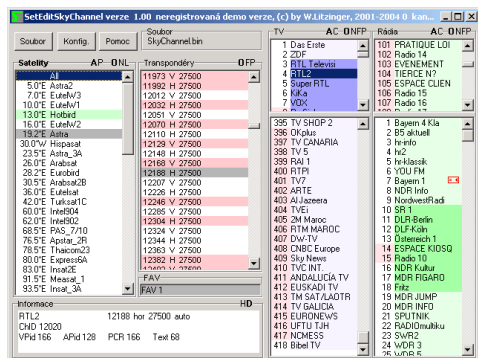 SetEditSkyChannel verze 1.00 neregistrovaná demo verze, (c) by W.Litzinger, 2001-2004 0 kan...
Soubor
Konfig.
Pomoc
Soubor
SkyChannel.bin
Satelity AP ONL
All
5.0°E Astra2
7.0°E EutelW3
10.0°E EutelW1
13.0°E Hotbird
16.0°E EutelW2
19.2°E Astra
30.0°W Hispasat
23.5°E Astra_3A
26.0°E Arabsat
28.2°E Eurobird
30.5°E Arabsat2B
36.0°E Eutelsat
42.0°E Turksat1C
60.0°E Intel904
62.0°E Intel902
68.5°E PAS_7/10
76.5°E Apstar_2R
78.5°E Thaicom23
80.0°E Express6A
83.0°E Insat2E
91.5°E Measat_1
93.5°E Insat_3A
Transpondéry OFP
11973 V 27500
11992 H 27500
12012 V 27500
12032 H 27500
12051 V 27500
12070 H 27500
12110 H 27500
12129 V 27500
12148 H 27500
12168 V 27500
12188 H 27500
12207 V 27500
12226 H 27500
12246 V 27500
12285 V 27500
12304 H 27500
12324 V 27500
12344 H 27500
12363 V 27500
12382 H 27500
12402 V 27500
FAV
FAV 1
Informace HD
RTL2 12188 hor 27500 auto
ChID 12020
VPid 166 APid 128 PCR 166 Text 68
TV AC ONFP
1 Das Erste
2 ZDF
3 RTL Televisi
4 RTL2
5 Super RTL
6 KiKa
7 VOX
395 TV SHOP 2
396 OKplus
397 TV CANARIA
398 TV 5
399 RAI 1
400 RTPI
401 TV7
402 ARTE
403 Al Jazeera
404 TVEi
405 2M Maroc
406 RTM MAROC
407 DW-TV
408 CNBC Europe
409 Sky News
410 TVC INT.
411 ANDALUCÍA TV
412 EUSKADI TV
413 TM SAT/LAOTR
414 TV GALICIA
415 EURONEWS
416 UFTU TJH
417 NCMESS
418 Bibel TV
Rádia AC ONFP
101 PRATIQUE LOI
102 Radio 14
103 EVENEMENT
104 TIERCE N?
105 ESPACE CLIEN
106 Radio 15
107 Radio 16
1 Bayern 4 Kla
2 B5 aktuell
3 hr-info
4 hr2
5 hr-klassik
6 YOU FM
7 Bayern 1
8 NDR Info
9 NordwestRadi
10 SR 1
11 DLR-Berlin
12 DLF-Köln
13 Österreich 1
14 ESPACE KIOSQ
15 Radio 10
16 NDR Kultur
17 MDR FIGARO
18 Fritz
19 MDR JUMP
20 MDR INFO
21 SPUTNIK
22 RADIOmultiku
23 SWR2
24 WDR 3
25 WDR 5